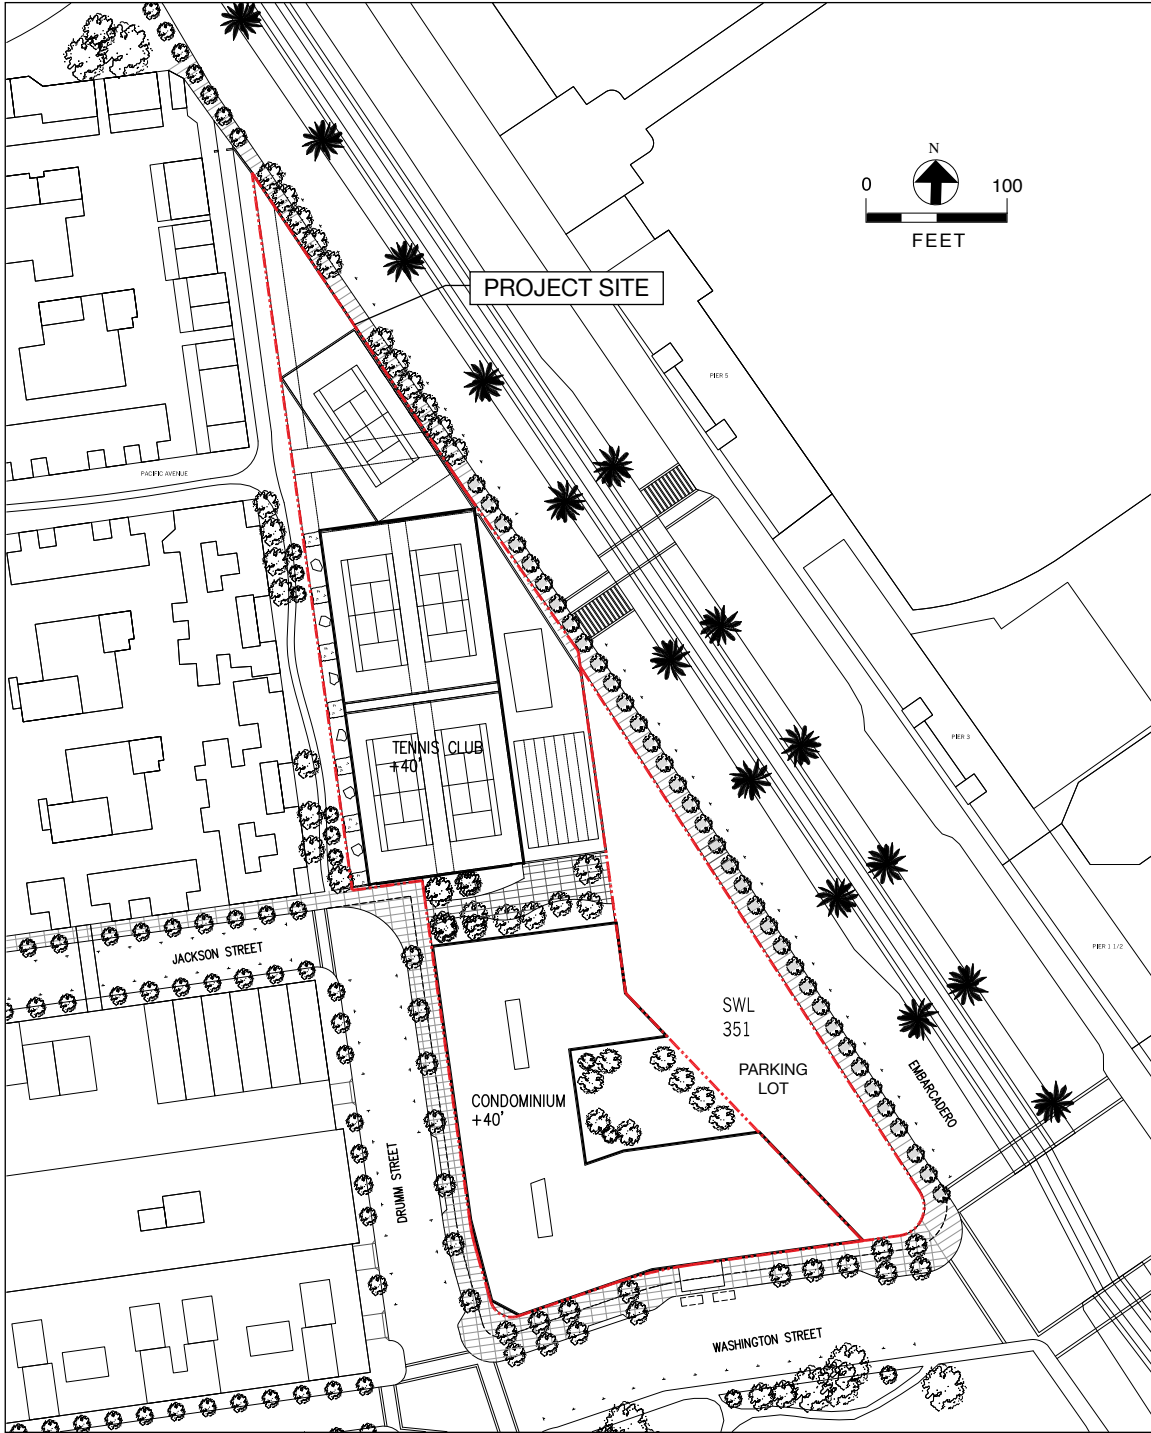 N
0 100
FEET
PROJECT SITE
PIER 5
PACIFIC AVENUE
PIER 3
TENNIS CLUB
+40'
PIER 1 1/2
JACKSON STREET
SWL
351
PARKING
LOT
EMBARCADERO
CONDOMINIUM
+40'
DRUMM STREET
WASHINGTON STREET